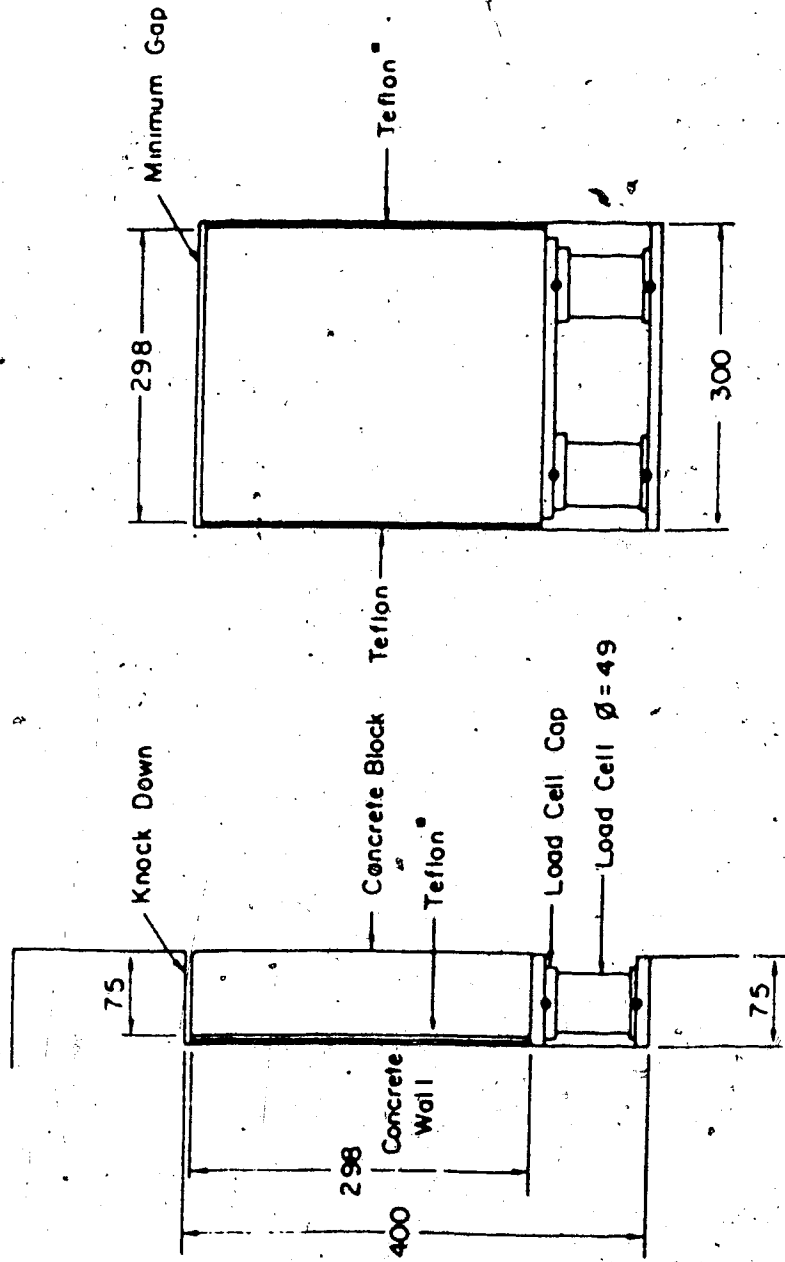 Knock Down
75
Concrete Block
Teflon*
Concrete
Wall
298
400
Load Cell Cap
Load Cell Ø = 49
75
Minimum Gap
298
Teflon
Teflon*
300